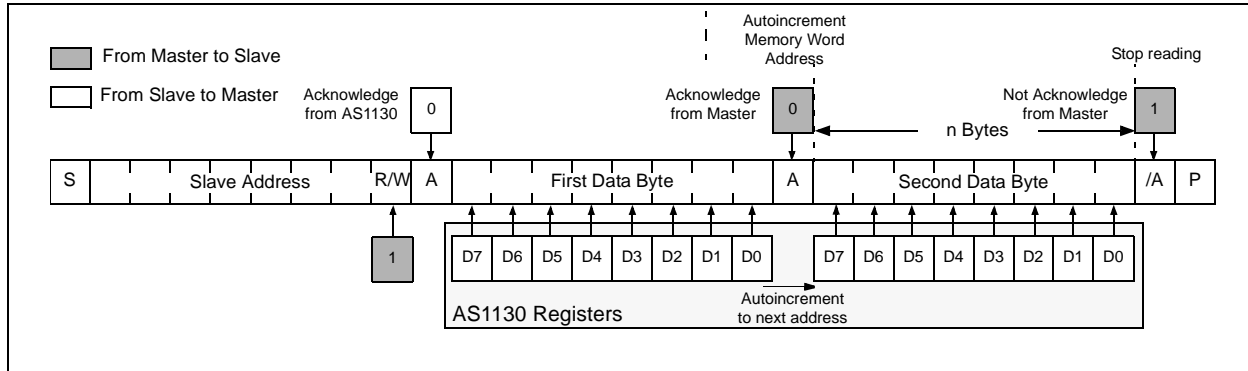 Autoincrement
Memory Word
Address
From Master to Slave
Stop reading
From Slave to Master
Acknowledge
from AS1130
0
Acknowledge
from Master
0
Not Acknowledge
from Master
1
n Bytes
S Slave Address R/W A First Data Byte A Second Data Byte /A P
1
D7 D6 D5 D4 D3 D2 D1 D0 D7 D6 D5 D4 D3 D2 D1 D0
Autoincrement
to next address
AS1130 Registers